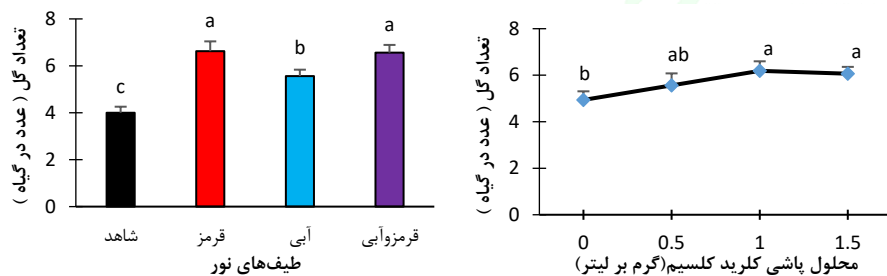 تعداد گل ( عدد در گیاه )
8
6
4
2
0
c
a
b
a
شاهد
قرمز
آبی
قرمزوآبی
طیف‌های نور
تعداد گل ( عدد در گیاه )
8
6
4
2
0
b
ab
a
a
0
0.5
1
1.5
محلول پاشی کلرید کلسیم(گرم بر لیتر)